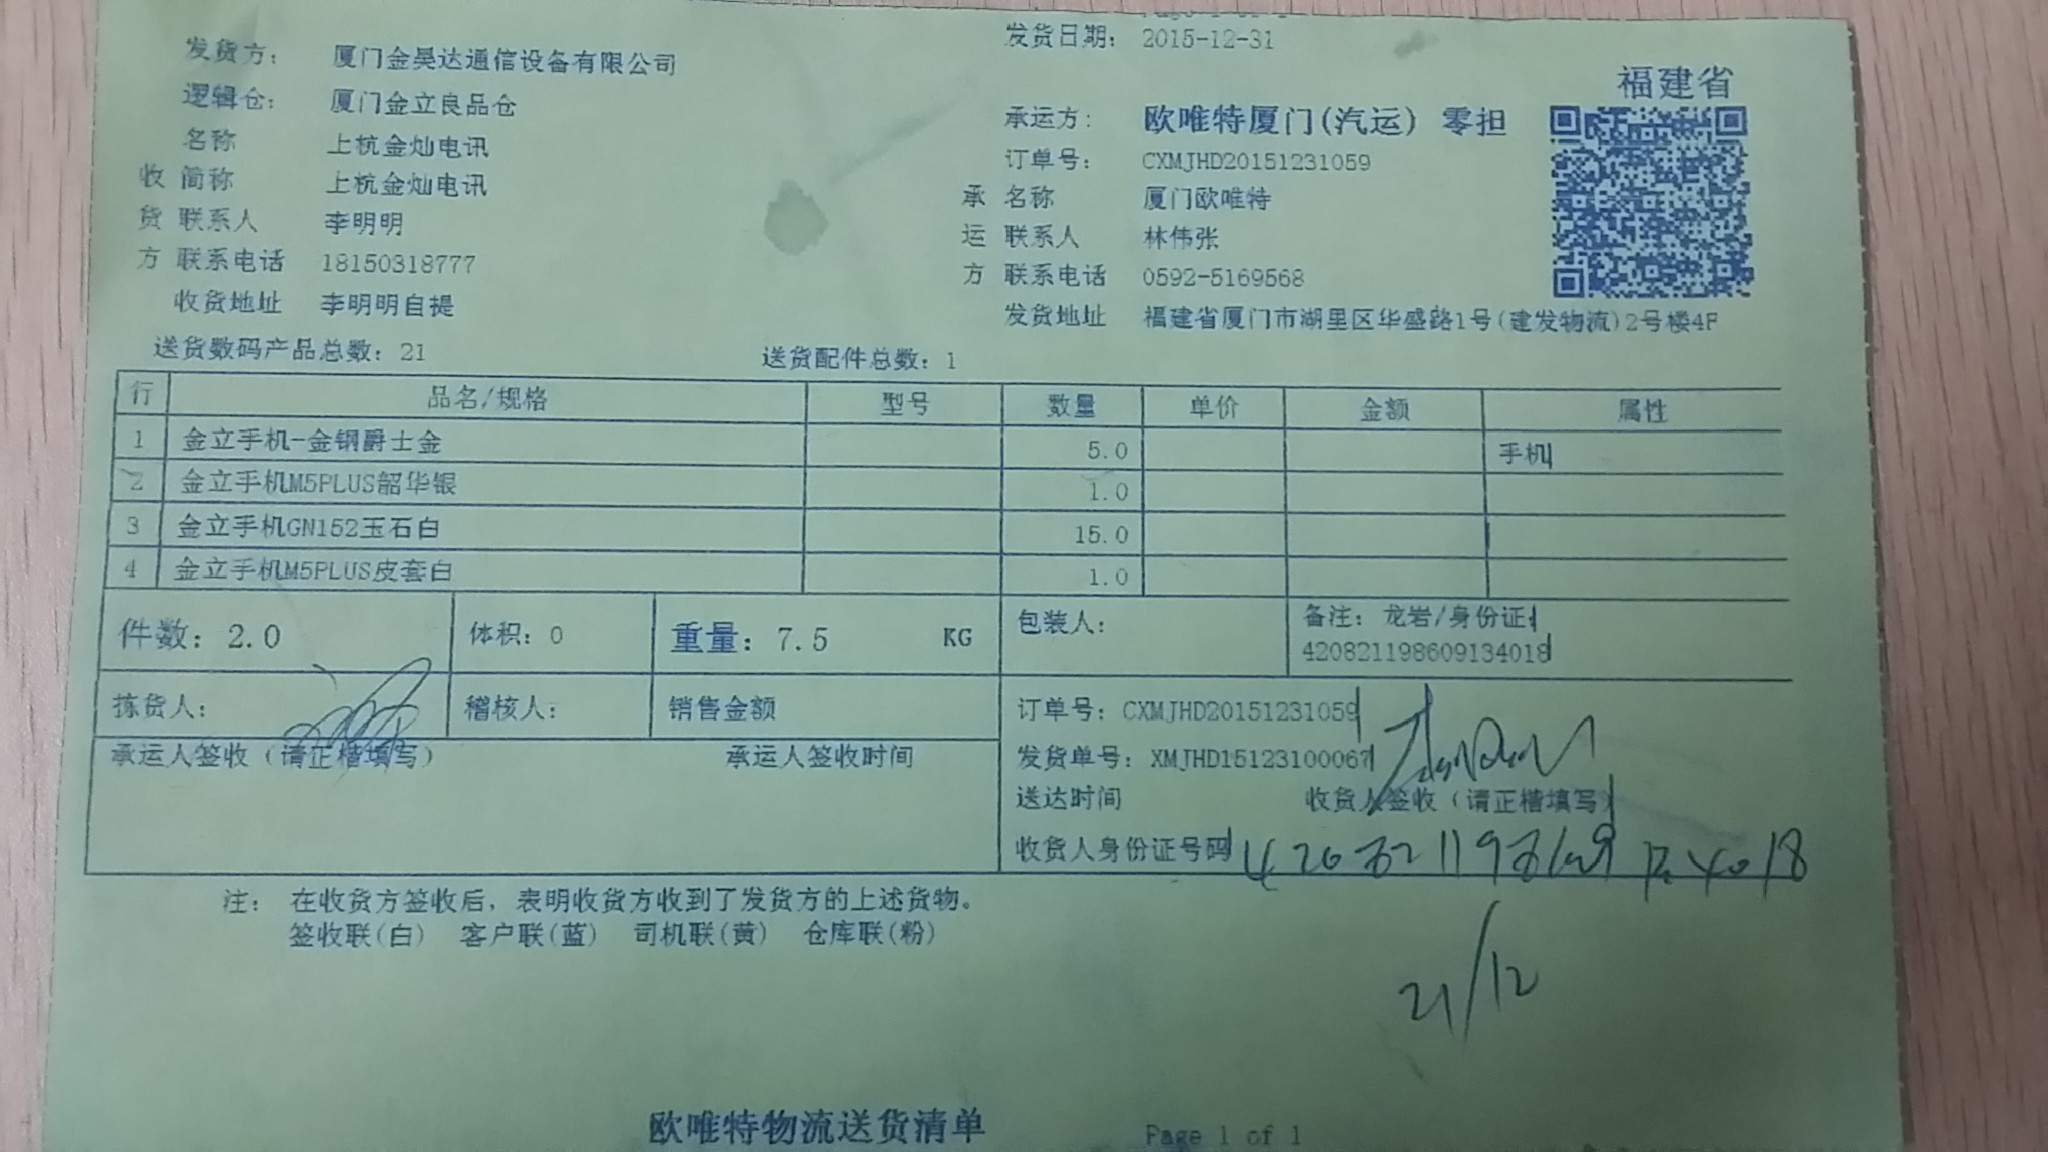 发货方： 厦门金昊达通信设备有限公司
发货日期： 2015-12-31
福建省
逻辑仓： 厦门金立良品仓
承运方： 欧唯特厦门(汽运) 零担
名称 上杭金灿电讯
订单号： CXMJHD20151231059
收 简称 上杭金灿电讯
承 名称 厦门欧唯特
货 联系人 李明明
运 联系人 林伟张
方 联系电话 18150318777
方 联系电话 0592-5169568
收货地址 李明明自提
发货地址 福建省厦门市湖里区华盛路1号(建发物流)2号楼4F
送货数码产品总数：21 送货配件总数：1
行 品名/规格 型号 数量 单价 金额 属性
1 金立手机-金钢爵士金 5.0 手机
2 金立手机M5PLUS韶华银 1.0
3 金立手机GN152玉石白 15.0
4 金立手机M5PLUS皮套白 1.0
件数：2.0 体积：0 重量：7.5 KG 包装人： 备注：龙岩/身份证:
420821198609134018
拣货人： 稽核人： 销售金额 订单号：CXMJHD20151231059
承运人签收（请正楷填写） 承运人签收时间 发货单号：XMJHD15123100067
送达时间 收货人签收（请正楷填写）
收货人身份证号码
注： 在收货方签收后，表明收货方收到了发货方的上述货物。
签收联(白) 客户联(蓝) 司机联(黄) 仓库联(粉)
21/12
欧唯特物流送货清单 Page 1 of 1